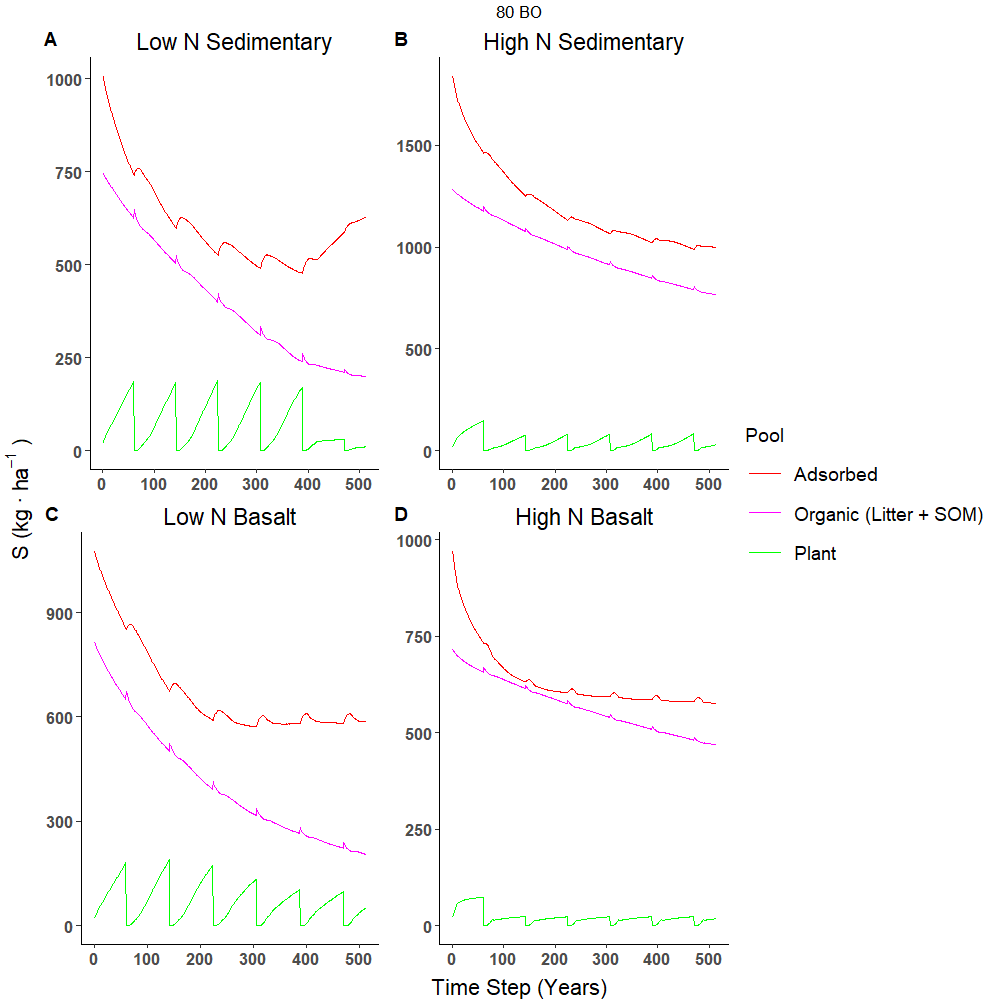 80 BO
A
Low N Sedimentary
B
High N Sedimentary
1000
750
500
250
0
0 100 200 300 400 500
1500
1000
500
0
0 100 200 300 400 500
C
Low N Basalt
D
High N Basalt
900
600
300
0
0 100 200 300 400 500
1000
750
500
250
0
0 100 200 300 400 500
S (kg · ha⁻¹ )
Time Step (Years)
Pool
Adsorbed
Organic (Litter + SOM)
Plant